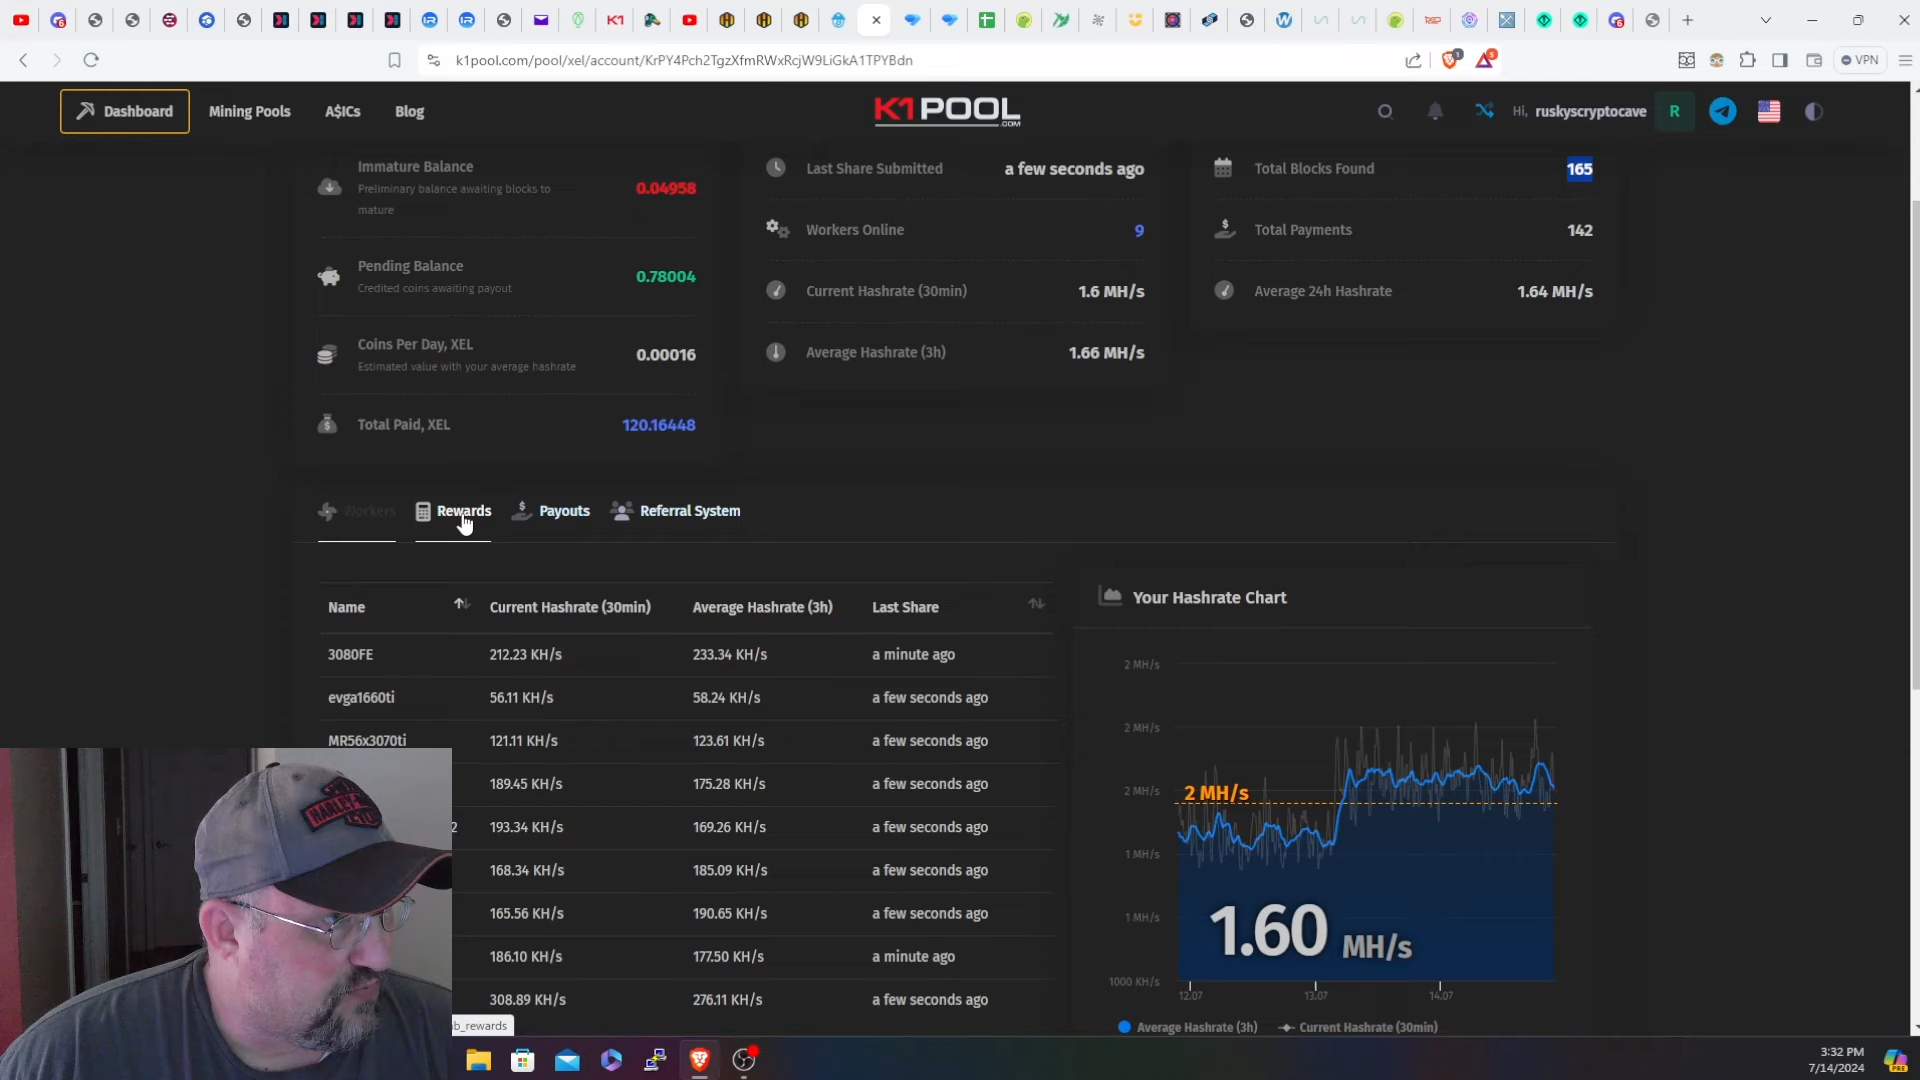 k1pool.com/pool/xel/account/KrPY4Pch2TgzXfmRWxRcjW9LiGkA1TPYBdn
VPN
Dashboard
Mining Pools
A$ICs
Blog
K1 POOL .COM
Hi, ruskyscryptocave
R
Immature Balance
Preliminary balance awaiting blocks to
mature
0.04958
Pending Balance
Credited coins awaiting payout
0.78004
Coins Per Day, XEL
Estimated value with your average hashrate
0.00016
Total Paid, XEL
120.16448
Last Share Submitted
a few seconds ago
Workers Online
9
Current Hashrate (30min)
1.6 MH/s
Average Hashrate (3h)
1.66 MH/s
Total Blocks Found
165
Total Payments
142
Average 24h Hashrate
1.64 MH/s
Workers
Rewards
Payouts
Referral System
Name Current Hashrate (30min) Average Hashrate (3h) Last Share
3080FE 212.23 KH/s 233.34 KH/s a minute ago
evga1660ti 56.11 KH/s 58.24 KH/s a few seconds ago
MR56x3070ti 121.11 KH/s 123.61 KH/s a few seconds ago
189.45 KH/s 175.28 KH/s a few seconds ago
2 193.34 KH/s 169.26 KH/s a few seconds ago
168.34 KH/s 185.09 KH/s a few seconds ago
165.56 KH/s 190.65 KH/s a few seconds ago
186.10 KH/s 177.50 KH/s a minute ago
308.89 KH/s 276.11 KH/s a few seconds ago
Your Hashrate Chart
2 MH/s
2 MH/s
2 MH/s
2 MH/s
1 MH/s
1 MH/s
1000 KH/s
1.60 MH/s
12.07 13.07 14.07
Average Hashrate (3h) Current Hashrate (30min)
b_rewards
3:32 PM
7/14/2024